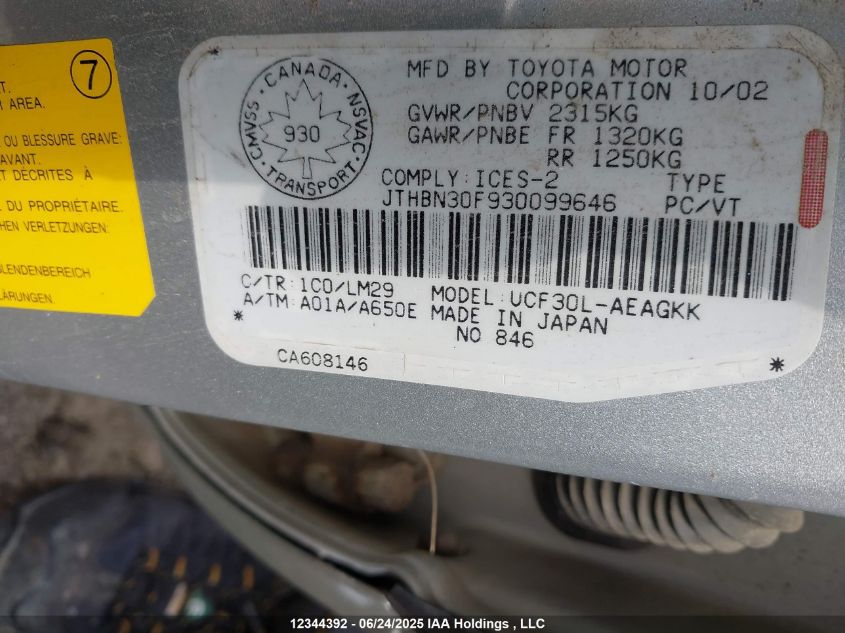 7
T.
AREA.
OU BLESSURE GRAVE:
AVANT.
ET DÉCRITES À
DU PROPRIÉTAIRE.
CHEN VERLETZUNGEN:
LENDENBEREICH
LÄRUNGEN.
CMVSS · CANADA · NSVAC
930
TRANSPORT
MFD BY TOYOTA MOTOR
CORPORATION 10/02
GVWR/PNBV 2315KG
GAWR/PNBE FR 1320KG
RR 1250KG
COMPLY:ICES-2 TYPE
JTHBN30F930099646 PC/VT
C/TR:1C0/LM29 MODEL:UCF30L-AEAGKK
A/TM:A01A/A650E MADE IN JAPAN
* NO 846
CA608146 *
12344392 - 06/24/2025 IAA Holdings , LLC